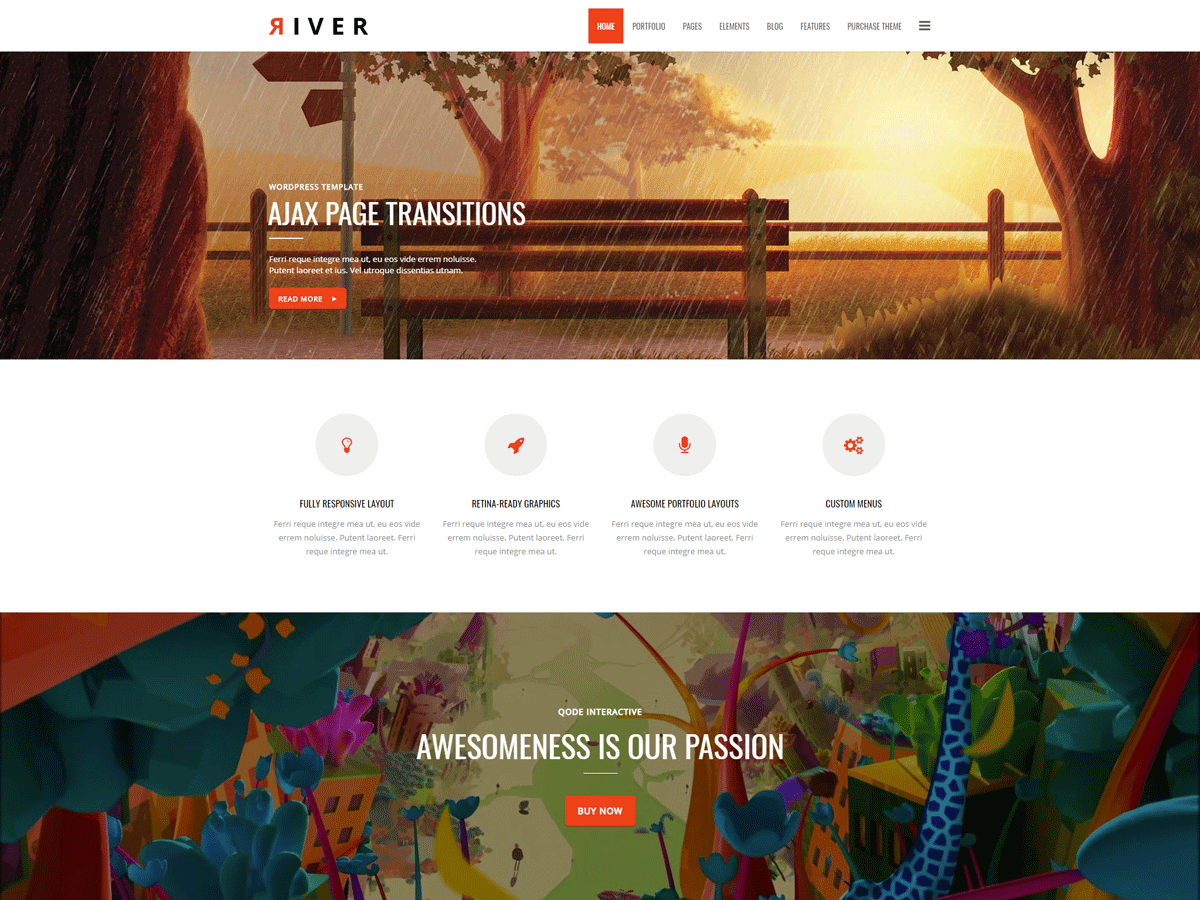 ЯIVER
HOME PORTFOLIO PAGES ELEMENTS BLOG FEATURES PURCHASE THEME
WORDPRESS TEMPLATE
AJAX PAGE TRANSITIONS
Ferri reque integre mea ut, eu eos vide errem noluisse.
Putent laoreet et ius. Vel utroque dissentias utnam.
READ MORE
FULLY RESPONSIVE LAYOUT
Ferri reque integre mea ut, eu eos vide
errem noluisse. Putent laoreet. Ferri
reque integre mea ut.
RETINA-READY GRAPHICS
Ferri reque integre mea ut, eu eos vide
errem noluisse. Putent laoreet. Ferri
reque integre mea ut.
AWESOME PORTFOLIO LAYOUTS
Ferri reque integre mea ut, eu eos vide
errem noluisse. Putent laoreet. Ferri
reque integre mea ut.
CUSTOM MENUS
Ferri reque integre mea ut, eu eos vide
errem noluisse. Putent laoreet. Ferri
reque integre mea ut.
QODE INTERACTIVE
AWESOMENESS IS OUR PASSION
BUY NOW